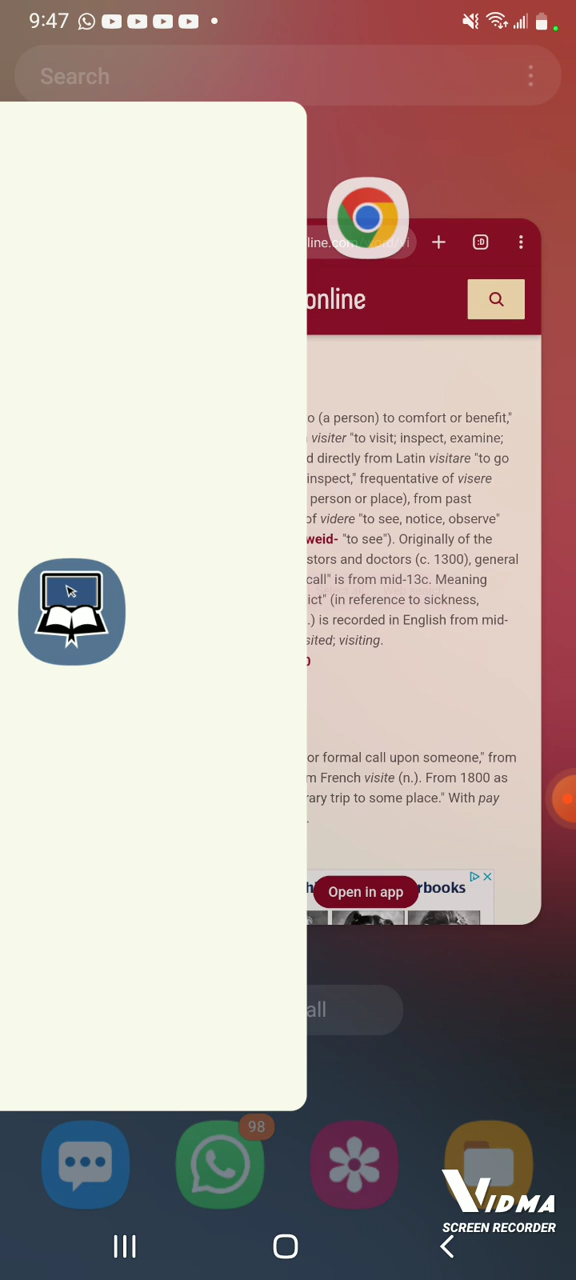 9:47
Search
line.com/word/vi
online
o (a person) to comfort or benefit,"
visiter "to visit; inspect, examine;
d directly from Latin visitare "to go
inspect," frequentative of visere
person or place), from past
of videre "to see, notice, observe"
weid- "to see"). Originally of the
stors and doctors (c. 1300), general
call" is from mid-13c. Meaning
ict" (in reference to sickness,
.) is recorded in English from mid-
sited; visiting.
or formal call upon someone," from
m French visite (n.). From 1800 as
rary trip to some place." With pay
rbooks
Open in app
all
98
VIDMA
SCREEN RECORDER